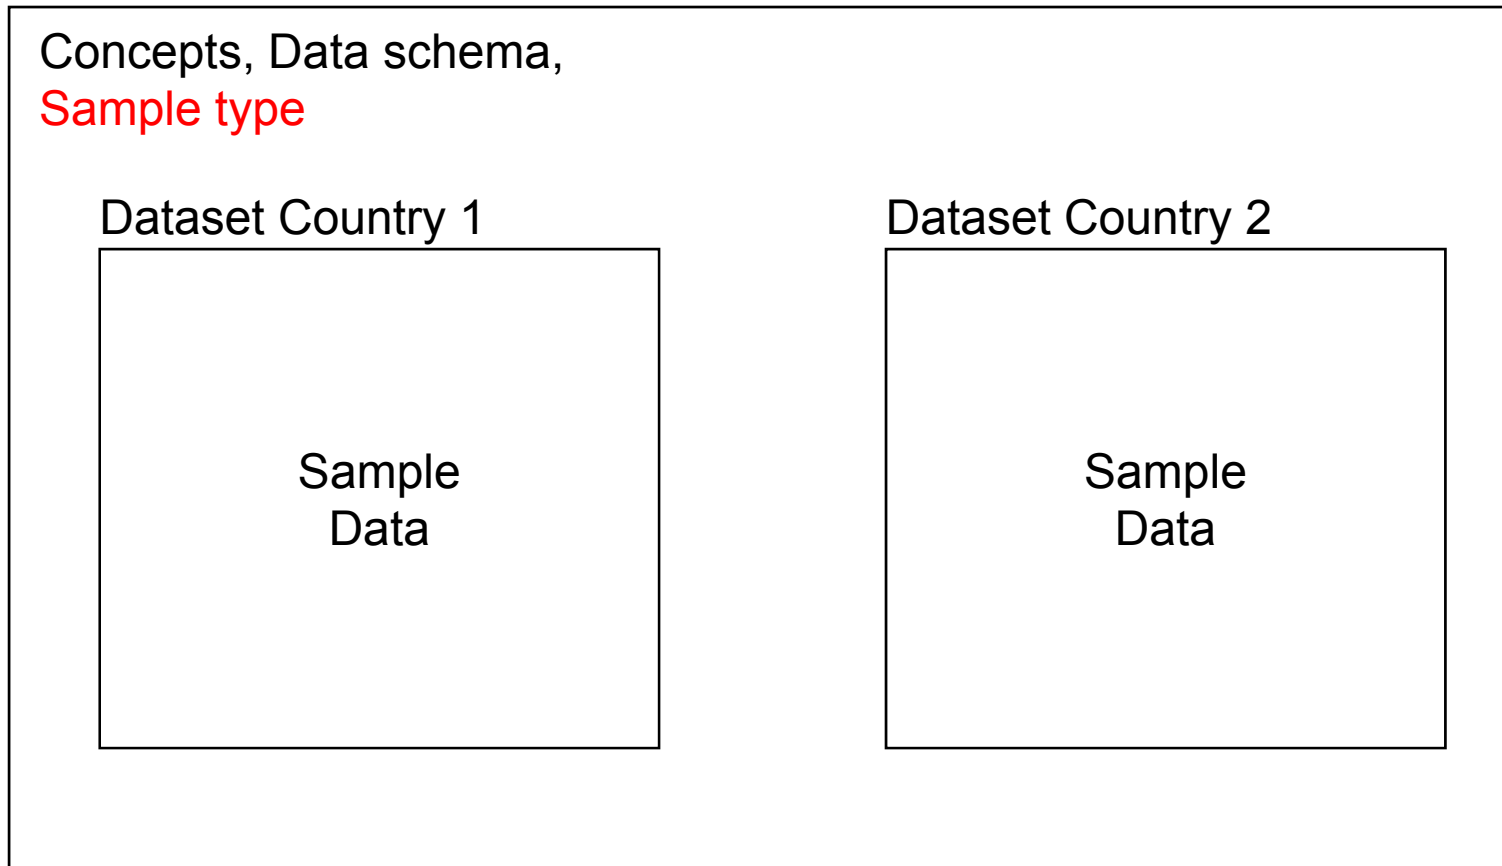 Concepts, Data schema,
Sample type
Dataset Country 1
Dataset Country 2
Sample
Data
Sample
Data